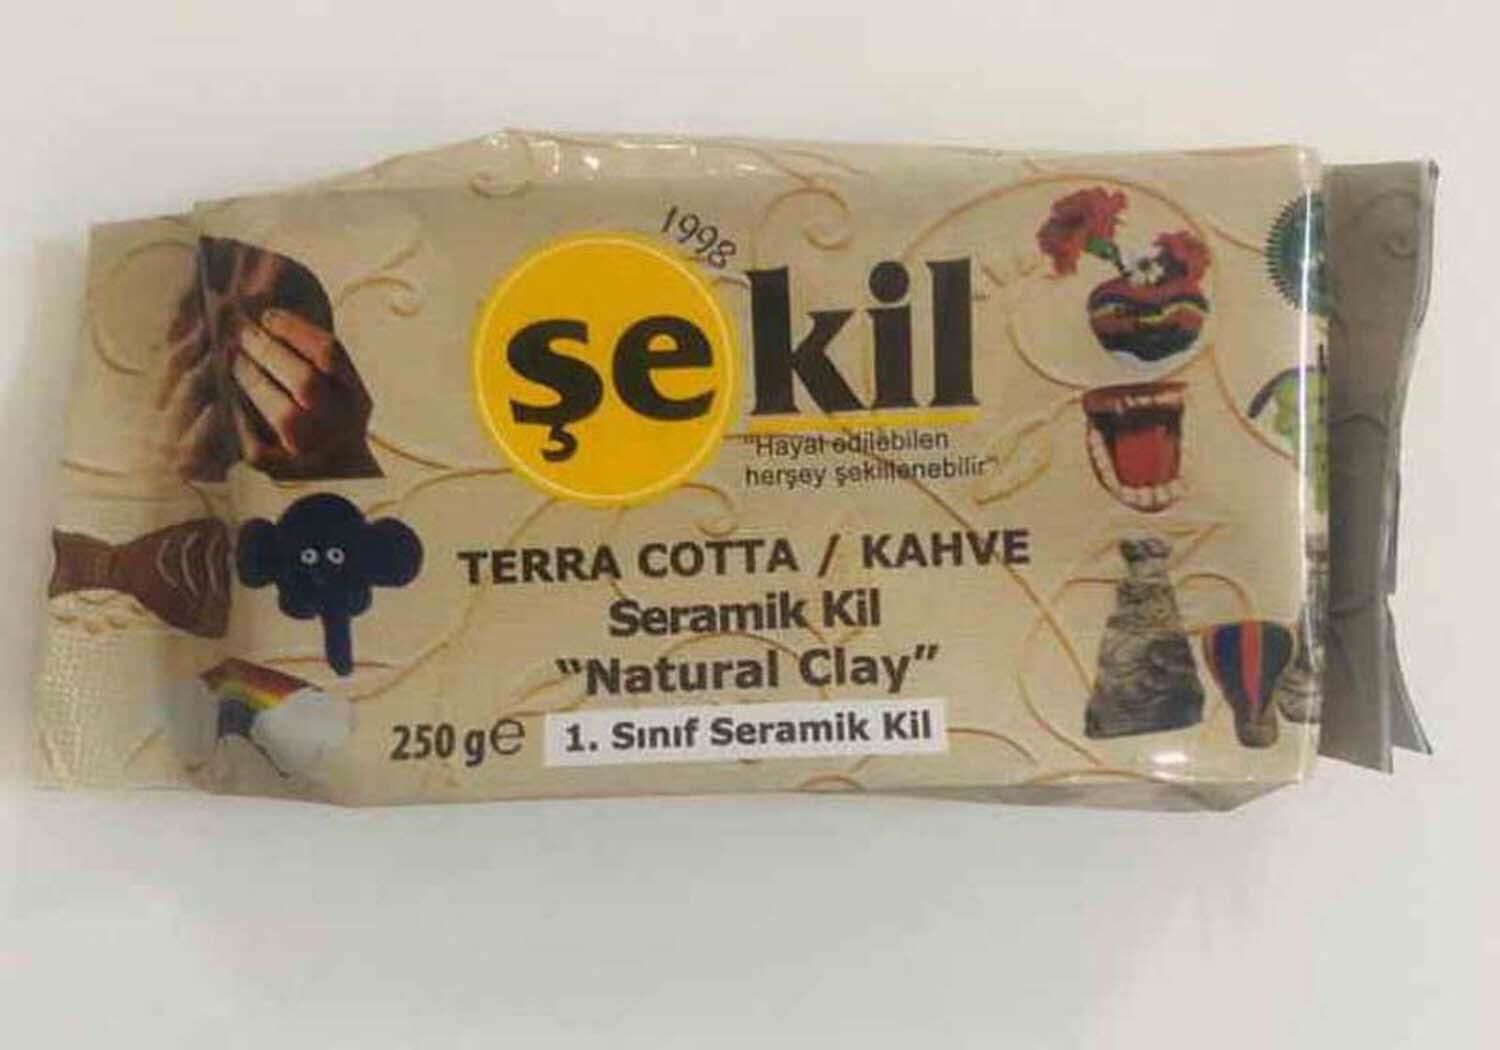 1998
şekil
"Hayal edilebilen
herşey şekillenebilir"
TERRA COTTA / KAHVE
Seramik Kil
"Natural Clay"
250 g e
1. Sınıf Seramik Kil